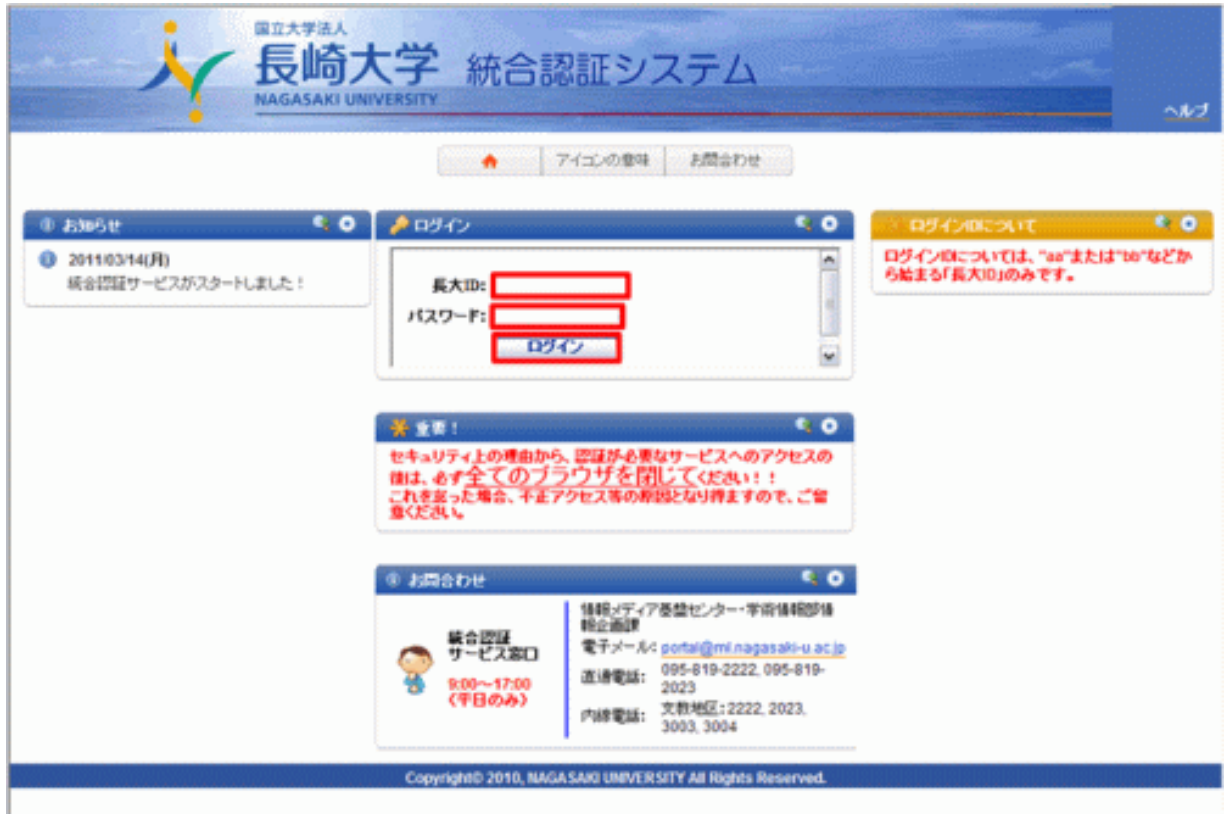 国立大学法人
長崎大学 統合認証システム
NAGASAKI UNIVERSITY
ヘルプ
アイコンの意味 お問合わせ
お知らせ
2011/03/14(月)
統合認証サービスがスタートしました！
ログイン
長大ID:
パスワード:
ログイン
ログインIDについて
ログインIDについては、"aa"または"bb"などか
ら始まる「長大ID」のみです。
重要！
セキュリティ上の理由から、認証が必要なサービスへのアクセスの
後は、必ず全てのブラウザを閉じてください！！
これを怠った場合、不正アクセス等の原因となり得ますので、ご留
意ください。
お問合わせ
統合認証
サービス窓口
9:00～17:00
(平日のみ)
情報メディア基盤センター・学術情報部情
報企画課
電子メール: portal@ml.nagasaki-u.ac.jp
直通電話: 095-819-2222, 095-819-
2023
内線電話: 文教地区: 2222, 2023,
3003, 3004
Copyright© 2010, NAGASAKI UNIVERSITY All Rights Reserved.